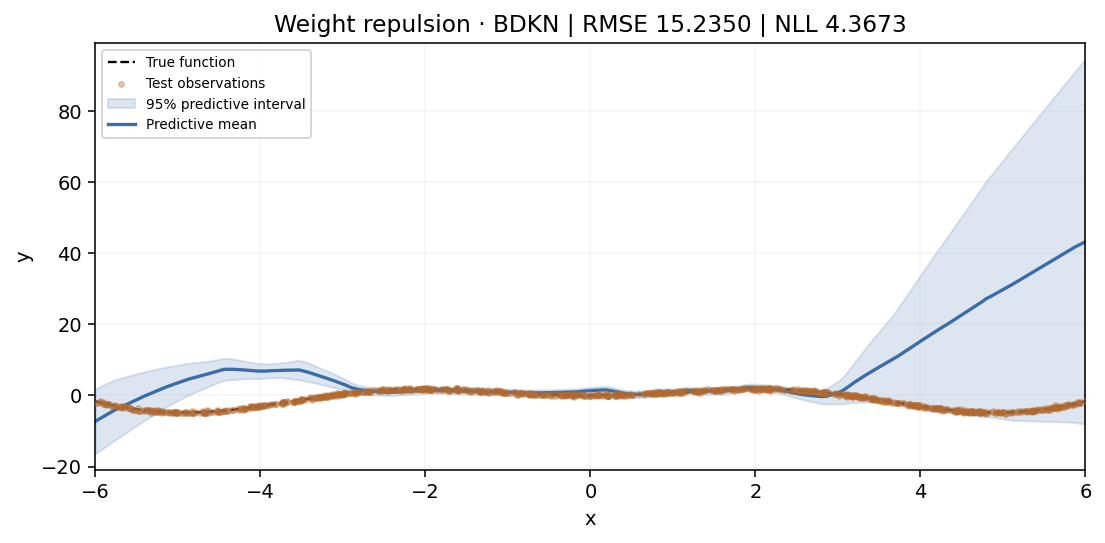 Weight repulsion · BDKN | RMSE 15.2350 | NLL 4.3673
True function
Test observations
95% predictive interval
Predictive mean
y
80
60
40
20
0
−20
−6
−4
−2
0
2
4
6
x